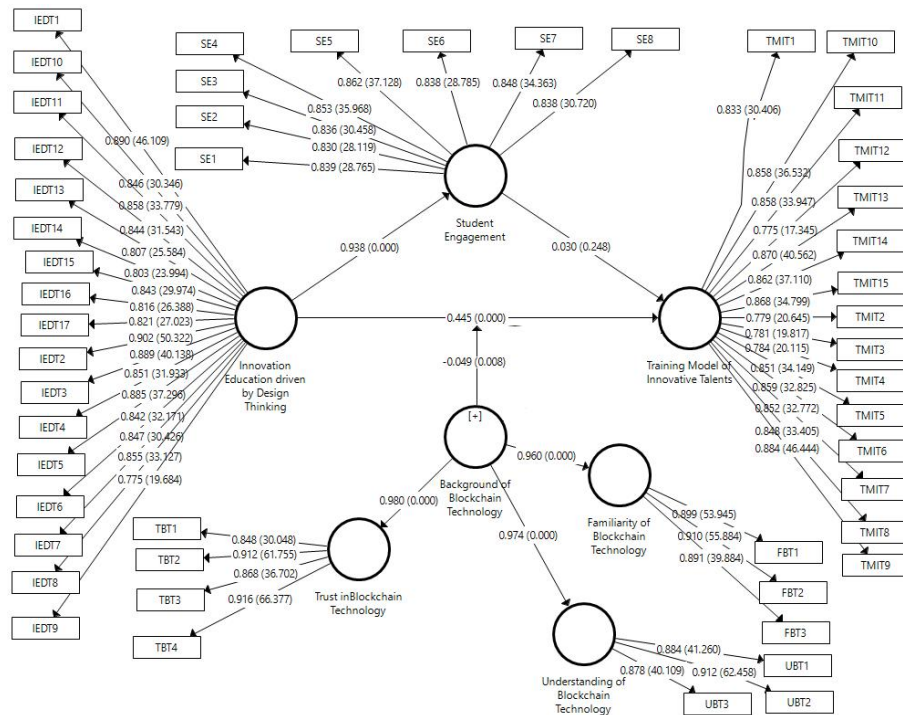 IEDT1
IEDT10
IEDT11
IEDT12
IEDT13
IEDT14
IEDT15
IEDT16
IEDT17
IEDT2
IEDT3
IEDT4
IEDT5
IEDT6
IEDT7
IEDT8
IEDT9
0.890 (46.109)
0.846 (30.346)
0.858 (33.779)
0.844 (31.543)
0.807 (25.584)
0.803 (23.994)
0.843 (29.974)
0.816 (26.388)
0.821 (27.023)
0.902 (50.322)
0.889 (40.138)
0.851 (31.933)
0.885 (37.296)
0.842 (32.171)
0.847 (30.426)
0.855 (33.127)
0.775 (19.684)
Innovation
Education driven
by Design
Thinking
SE4
SE3
SE2
SE1
SE5
SE6
SE7
SE8
0.853 (35.968)
0.836 (30.458)
0.830 (28.119)
0.839 (28.765)
0.862 (37.128)
0.838 (28.785)
0.848 (34.363)
0.838 (30.720)
Student
Engagement
0.938 (0.000)
0.030 (0.248)
0.445 (0.000)
-0.049 (0.008)
TMIT1
TMIT10
TMIT11
TMIT12
TMIT13
TMIT14
TMIT15
TMIT2
TMIT3
TMIT4
TMIT5
TMIT6
TMIT7
TMIT8
TMIT9
0.833 (30.406)
0.858 (36.532)
0.858 (33.947)
0.775 (17.345)
0.870 (40.562)
0.862 (37.110)
0.868 (34.799)
0.779 (20.645)
0.781 (19.817)
0.784 (20.115)
0.851 (34.149)
0.859 (32.825)
0.852 (32.772)
0.848 (33.405)
0.884 (46.444)
Training Model of
Innovative Talents
[+]
Background of
Blockchain
Technology
0.960 (0.000)
0.980 (0.000)
0.974 (0.000)
TBT1
TBT2
TBT3
TBT4
0.848 (30.048)
0.912 (61.755)
0.868 (36.702)
0.916 (66.377)
Trust inBlockchain
Technology
Familiarity of
Blockchain
Technology
0.899 (53.945)
0.910 (55.884)
0.891 (39.884)
FBT1
FBT2
FBT3
Understanding of
Blockchain
Technology
0.884 (41.260)
0.912 (62.458)
0.878 (40.109)
UBT1
UBT2
UBT3